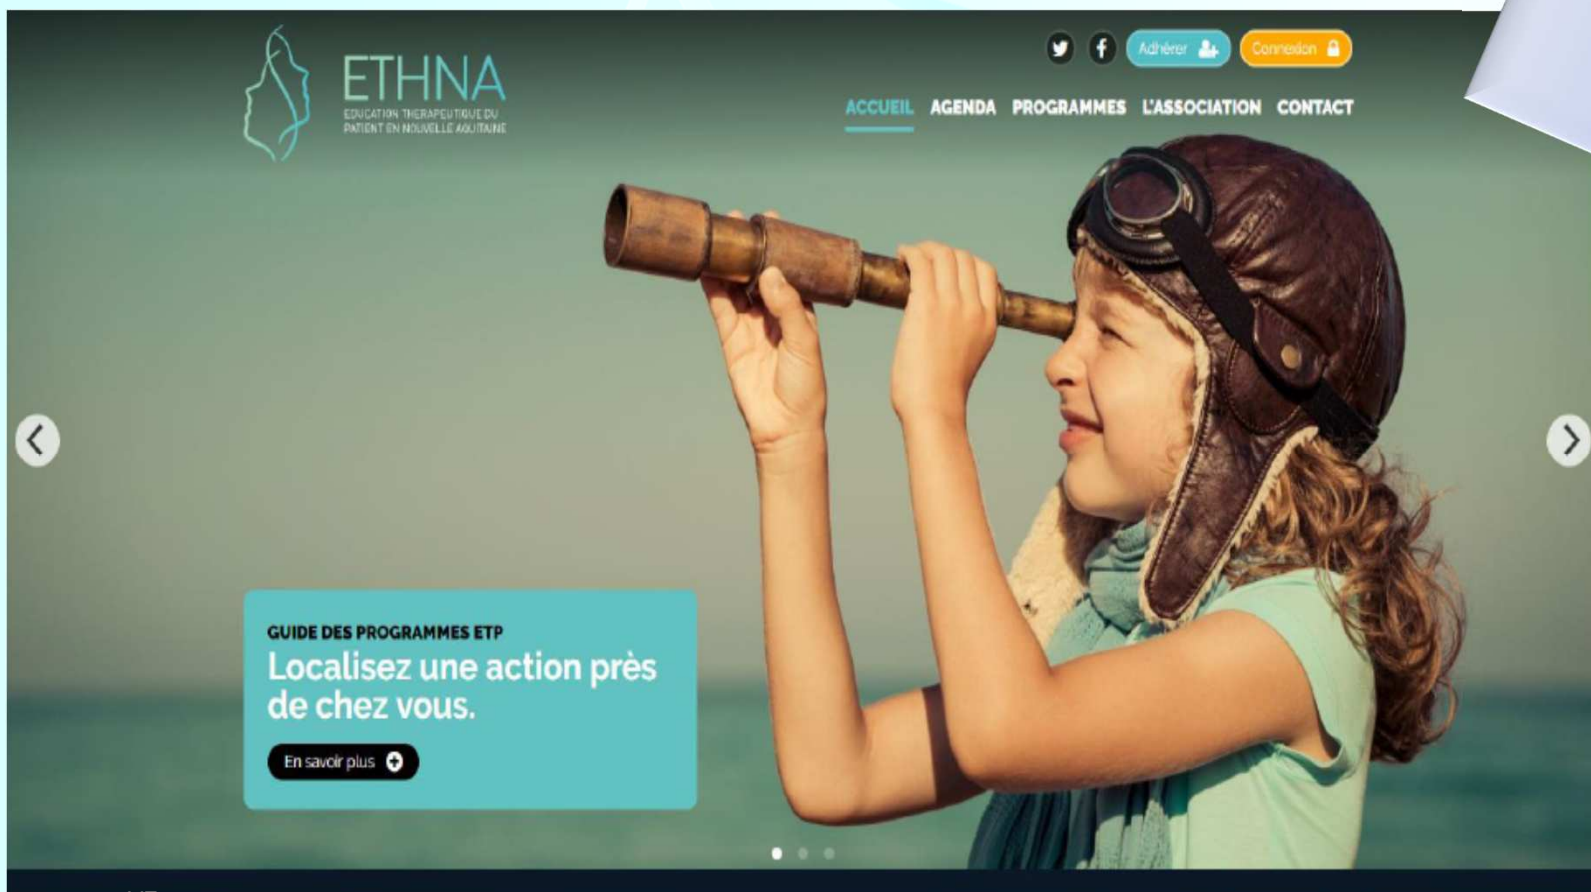 ETHNA
EDUCATION THERAPEUTIQUE DU
PATIENT EN NOUVELLE AQUITAINE
Adhérer
Connexion
ACCUEIL AGENDA PROGRAMMES L'ASSOCIATION CONTACT
GUIDE DES PROGRAMMES ETP
Localisez une action près
de chez vous.
En savoir plus